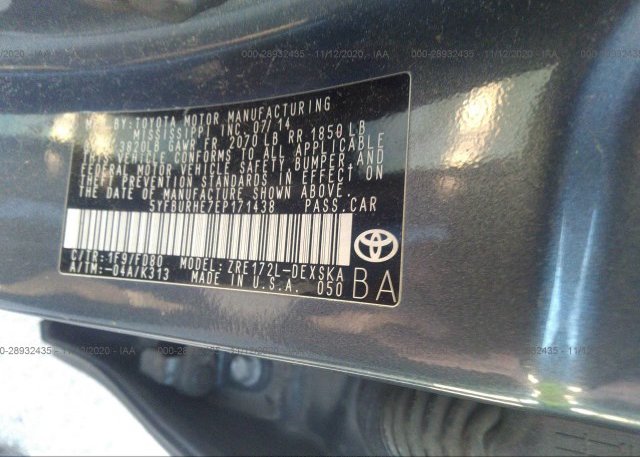 000-28932435 - 11/12/2020 - IAA
MFD. BY:TOYOTA MOTOR MANUFACTURING
MISSISSIPPI INC. 07/14
3820LB GAWR FR 2070 LB RR 1850 LB
THIS VEHICLE CONFORMS TO ALL APPLICABLE
FEDERAL MOTOR VEHICLE SAFETY, BUMPER, AND
THEFT PREVENTION STANDARDS IN EFFECT ON
THE DATE OF MANUFACTURE SHOWN ABOVE.
5YFBURHE7EP171438 PASS.CAR
C/TR:1F9/FD80 MODEL:ZRE172L-DEXSKA
A/TM:-04A/K313 MADE IN U.S.A. 050
BA
000-28932435 - 11/12/2020 - IAA